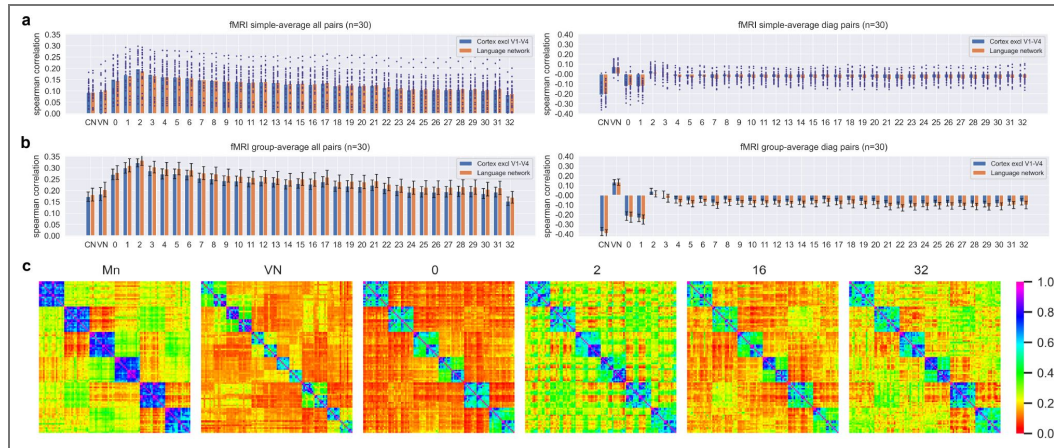 a
fMRI simple-average all pairs (n=30)
spearman correlation
0.35
0.30
0.25
0.20
0.15
0.10
0.05
0.00
Cortex excl V1-V4
Language network
CN VN 0 1 2 3 4 5 6 7 8 9 10 11 12 13 14 15 16 17 18 19 20 21 22 23 24 25 26 27 28 29 30 31 32
fMRI simple-average diag pairs (n=30)
spearman correlation
0.40
0.30
0.20
0.10
-0.00
-0.10
-0.20
-0.30
-0.40
Cortex excl V1-V4
Language network
CN VN 0 1 2 3 4 5 6 7 8 9 10 11 12 13 14 15 16 17 18 19 20 21 22 23 24 25 26 27 28 29 30 31 32
b
fMRI group-average all pairs (n=30)
spearman correlation
0.35
0.30
0.25
0.20
0.15
0.10
0.05
0.00
Cortex excl V1-V4
Language network
CN VN 0 1 2 3 4 5 6 7 8 9 10 11 12 13 14 15 16 17 18 19 20 21 22 23 24 25 26 27 28 29 30 31 32
fMRI group-average diag pairs (n=30)
spearman correlation
0.40
0.30
0.20
0.10
-0.00
-0.10
-0.20
-0.30
-0.40
Cortex excl V1-V4
Language network
CN VN 0 1 2 3 4 5 6 7 8 9 10 11 12 13 14 15 16 17 18 19 20 21 22 23 24 25 26 27 28 29 30 31 32
c
Mn VN 0 2 16 32
1.0
0.8
0.6
0.4
0.2
0.0